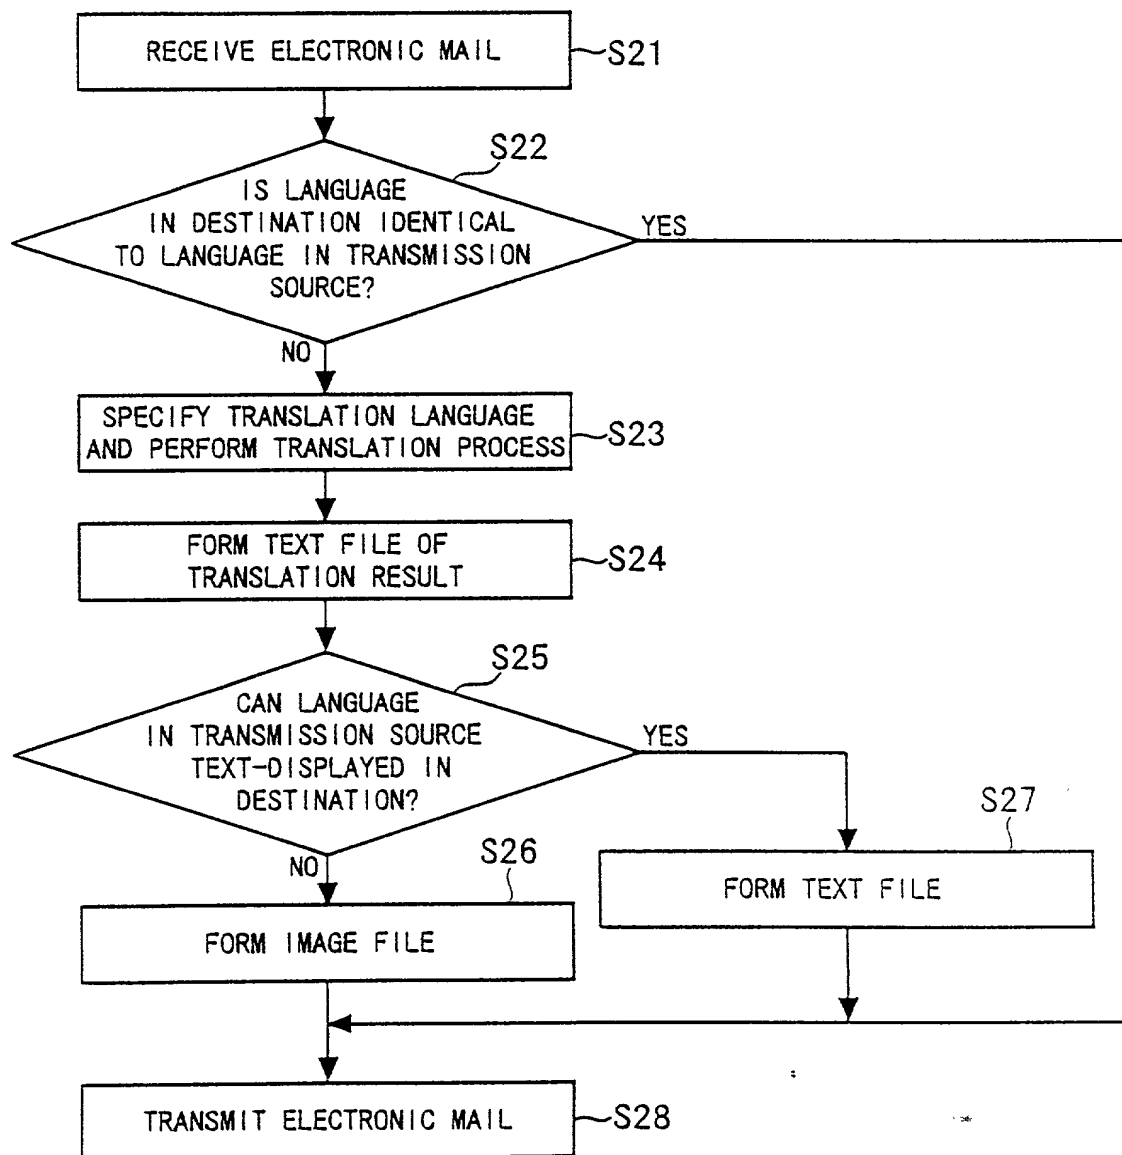 RECEIVE ELECTRONIC MAIL
S21
S22
IS LANGUAGE
IN DESTINATION IDENTICAL
TO LANGUAGE IN TRANSMISSION
SOURCE?
YES
NO
SPECIFY TRANSLATION LANGUAGE
AND PERFORM TRANSLATION PROCESS
S23
FORM TEXT FILE OF
TRANSLATION RESULT
S24
S25
CAN LANGUAGE
IN TRANSMISSION SOURCE
TEXT-DISPLAYED IN
DESTINATION?
YES
NO
S26
S27
FORM IMAGE FILE
FORM TEXT FILE
TRANSMIT ELECTRONIC MAIL
S28